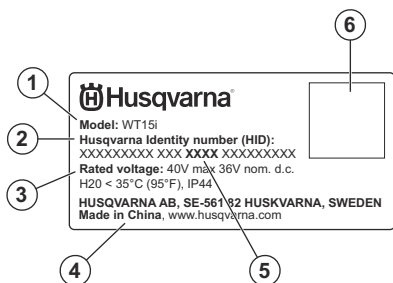 1
2
3
4
5
6
Husqvarna®
Model: WT15i
Husqvarna Identity number (HID):
XXXXXXXXX XXX XXXX XXXXXXXXX
Rated voltage: 40V max 36V nom. d.c.
H20 < 35°C (95°F), IP44
HUSQVARNA AB, SE-561 82 HUSKVARNA, SWEDEN
Made in China, www.husqvarna.com